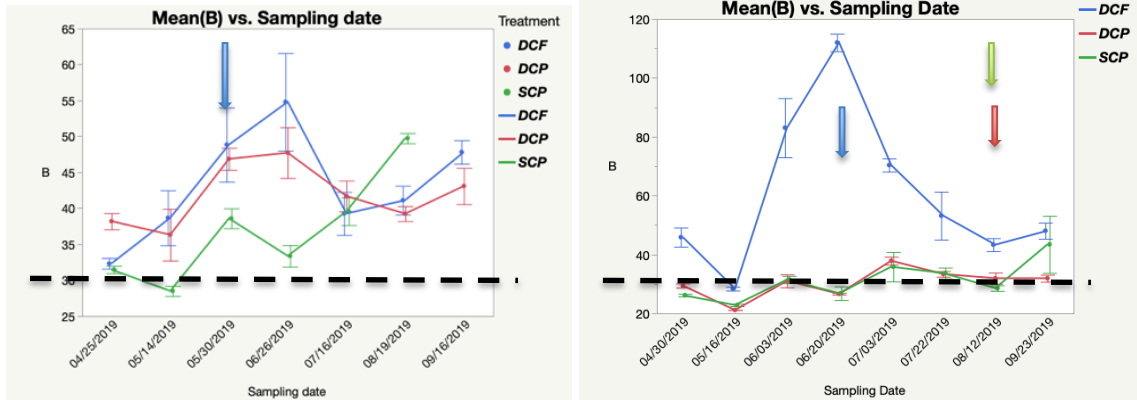 Mean(B) vs. Sampling date
Treatment
DCF
DCP
SCP
DCF
DCP
SCP
65
60
55
50
45
40
35
30
25
B
04/25/2019
05/14/2019
05/30/2019
06/26/2019
07/16/2019
08/19/2019
09/16/2019
Sampling date
Mean(B) vs. Sampling Date
DCF
DCP
SCP
120
100
80
60
40
20
B
04/30/2019
05/16/2019
06/03/2019
06/20/2019
07/03/2019
07/22/2019
08/12/2019
09/23/2019
Sampling Date